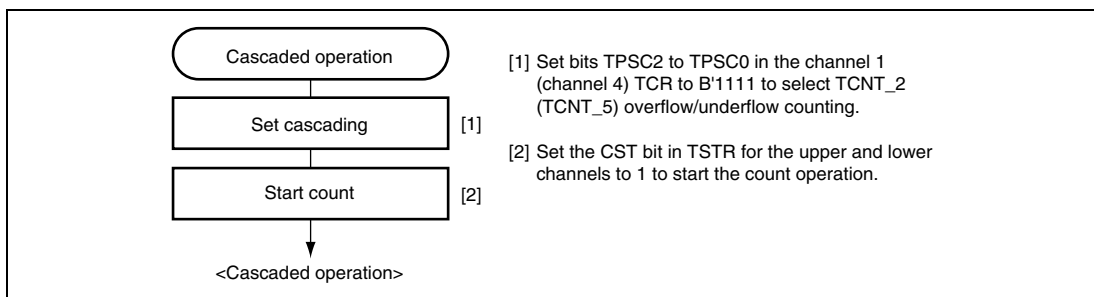 Cascaded operation
Set cascading
[1]
Start count
[2]
<Cascaded operation>
[1] Set bits TPSC2 to TPSC0 in the channel 1
(channel 4) TCR to B'1111 to select TCNT_2
(TCNT_5) overflow/underflow counting.
[2] Set the CST bit in TSTR for the upper and lower
channels to 1 to start the count operation.